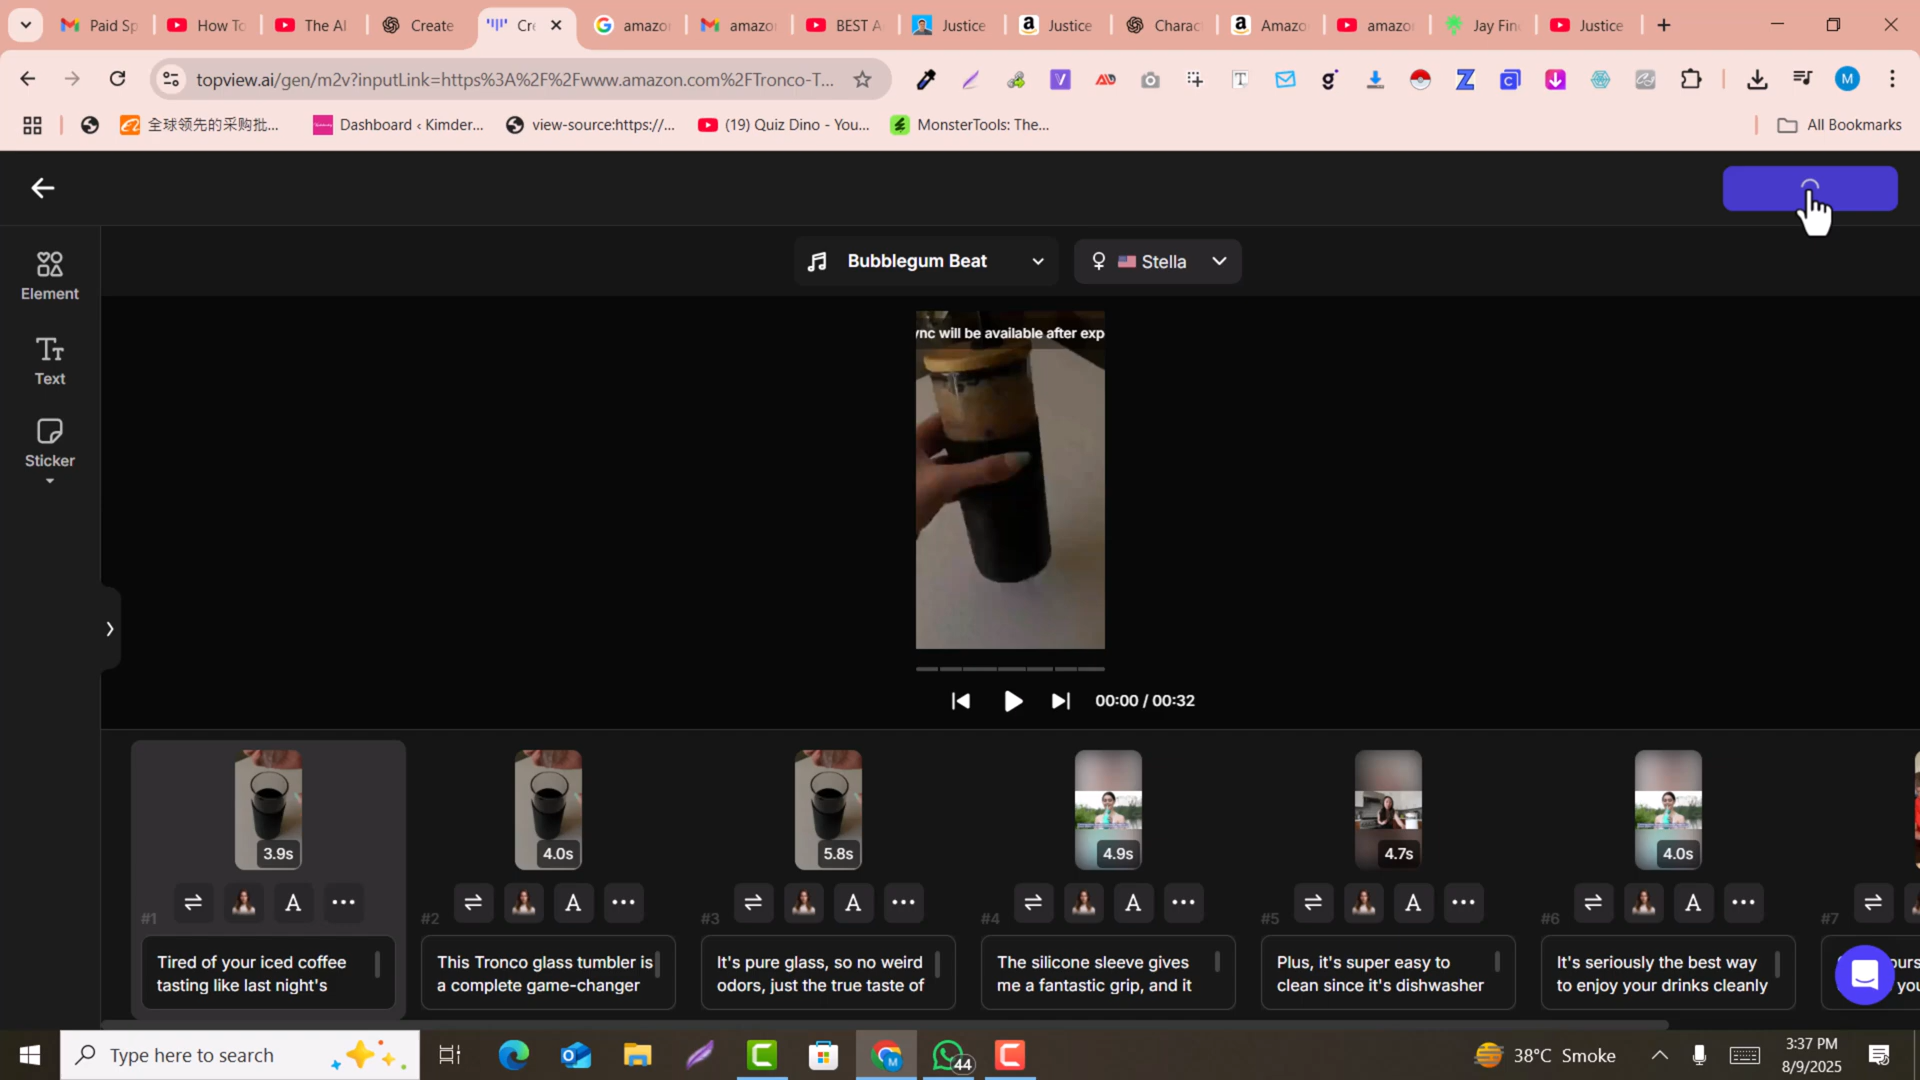 Paid Sp
How To
The AI
Create
Cre
amazo
amazo
BEST A
Justice
Justice
Charac
Amazo
amazo
Jay Fin
Justice
topview.ai/gen/m2v?inputLink=https%3A%2F%2Fwww.amazon.com%2FTronco-T...
全球领先的采购批...
Dashboard ‹ Kimder...
view-source:https://...
(19) Quiz Dino - You...
MonsterTools: The...
All Bookmarks
Bubblegum Beat
Stella
Element
Text
Sticker
ync will be available after exp
00:00 / 00:32
3.9s
4.0s
5.8s
4.9s
4.7s
4.0s
#1
#2
#3
#4
#5
#6
#7
Tired of your iced coffee
tasting like last night's
This Tronco glass tumbler is
a complete game-changer
It's pure glass, so no weird
odors, just the true taste of
The silicone sleeve gives
me a fantastic grip, and it
Plus, it's super easy to
clean since it's dishwasher
It's seriously the best way
to enjoy your drinks cleanly
Type here to search
44
38°C Smoke
3:37 PM
8/9/2025